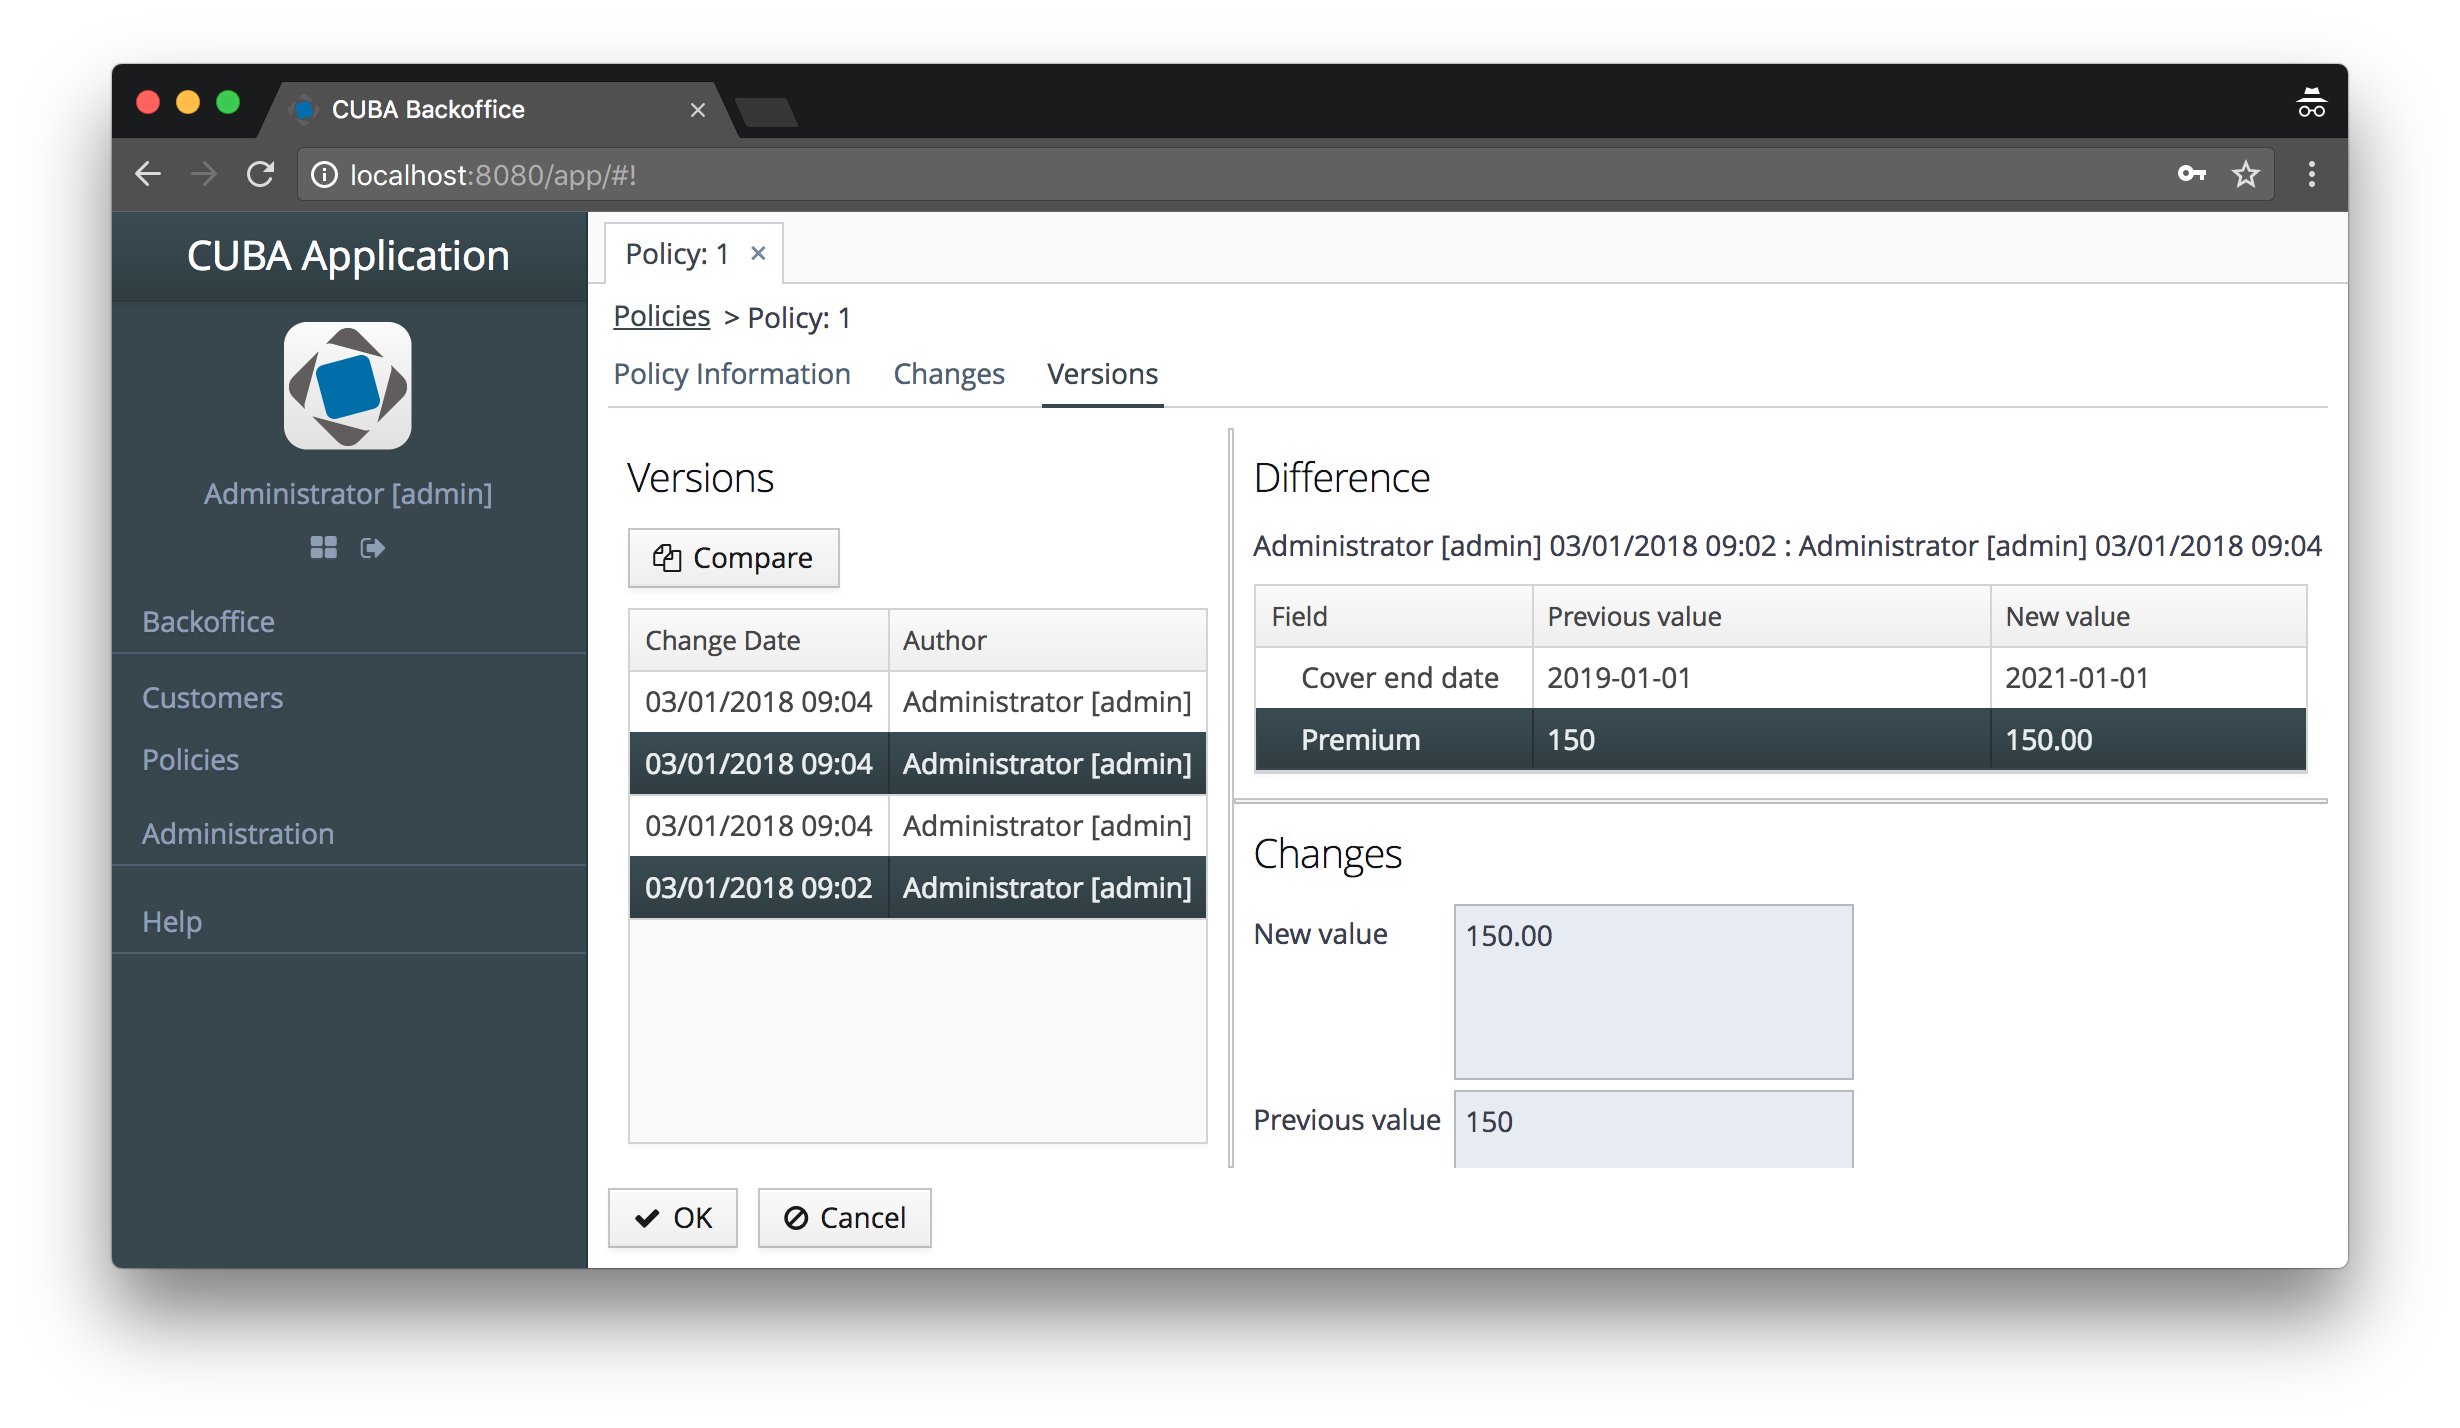 CUBA Backoffice
localhost:8080/app/#!
CUBA Application
Administrator [admin]
Backoffice
Customers
Policies
Administration
Help
Policy: 1
Policies > Policy: 1
Policy Information Changes Versions
Versions
Compare
Change Date Author
03/01/2018 09:04 Administrator [admin]
03/01/2018 09:04 Administrator [admin]
03/01/2018 09:04 Administrator [admin]
03/01/2018 09:02 Administrator [admin]
Difference
Administrator [admin] 03/01/2018 09:02 : Administrator [admin] 03/01/2018 09:04
Field Previous value New value
Cover end date 2019-01-01 2021-01-01
Premium 150 150.00
Changes
New value 150.00
Previous value 150
OK Cancel